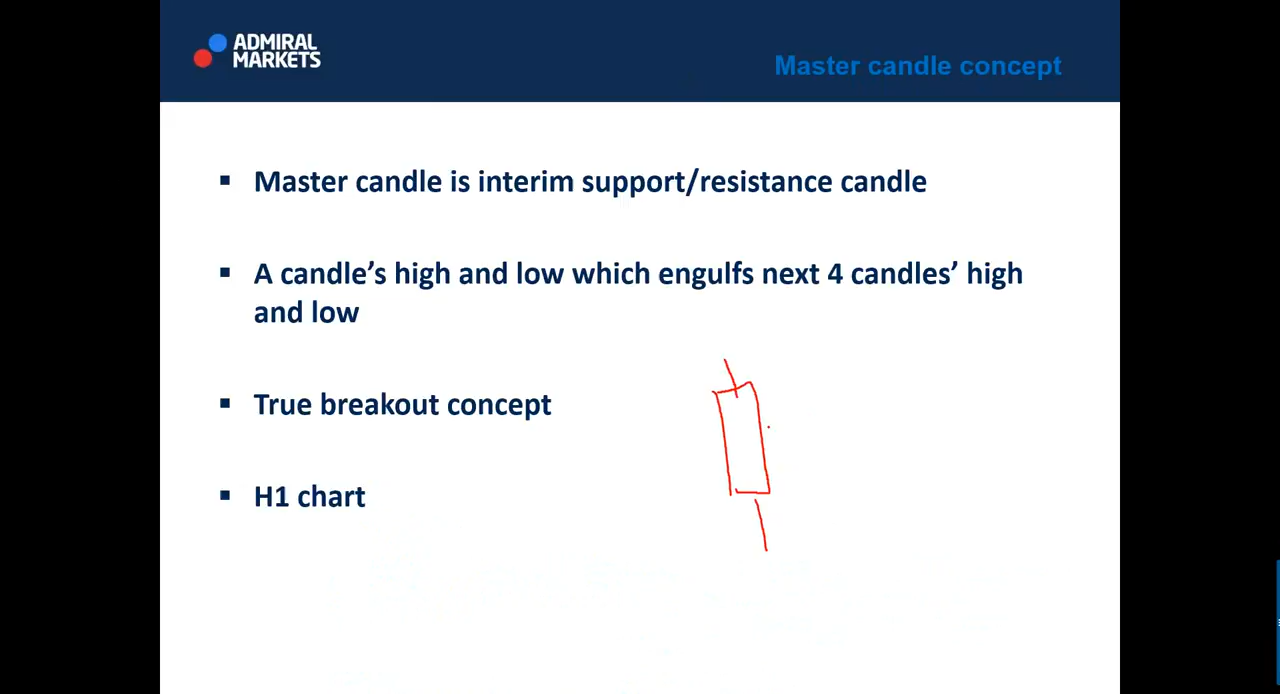 ADMIRAL
MARKETS
Master candle concept
▪ Master candle is interim support/resistance candle
▪ A candle’s high and low which engulfs next 4 candles’ high
and low
▪ True breakout concept
▪ H1 chart